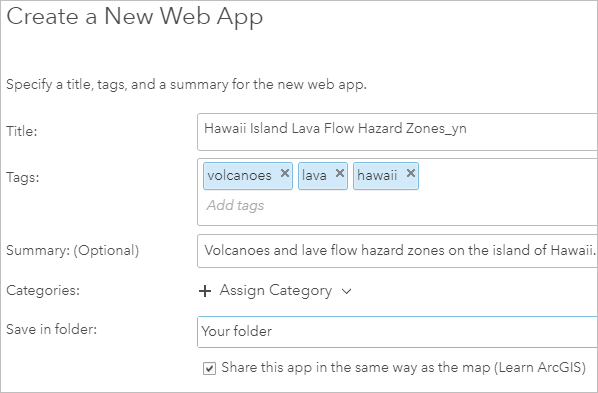 Create a New Web App
Specify a title, tags, and a summary for the new web app.
Title: Hawaii Island Lava Flow Hazard Zones_yn
Tags: volcanoes × lava × hawaii ×
Add tags
Summary: (Optional) Volcanoes and lave flow hazard zones on the island of Hawaii.
Categories: + Assign Category
Save in folder: Your folder
Share this app in the same way as the map (Learn ArcGIS)